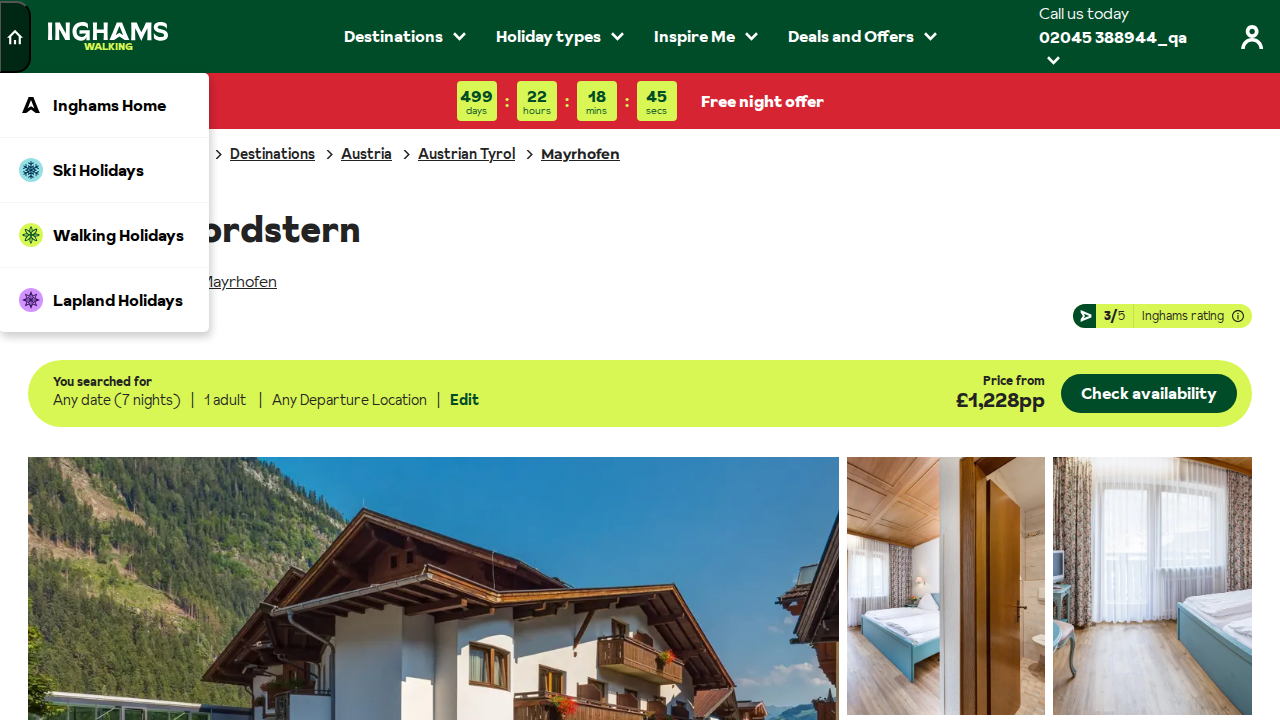 INGHAMS
WALKING
Destinations
Holiday types
Inspire Me
Deals and Offers
Call us today
02045 388944_qa
Inghams Home
Ski Holidays
Walking Holidays
Lapland Holidays
499 days : 22 hours : 18 mins : 45 secs
Free night offer
Destinations > Austria > Austrian Tyrol > Mayrhofen
ordstern
Mayrhofen
3/5 Inghams rating
You searched for
Any date (7 nights) | 1 adult | Any Departure Location | Edit
Price from
£1,228pp
Check availability